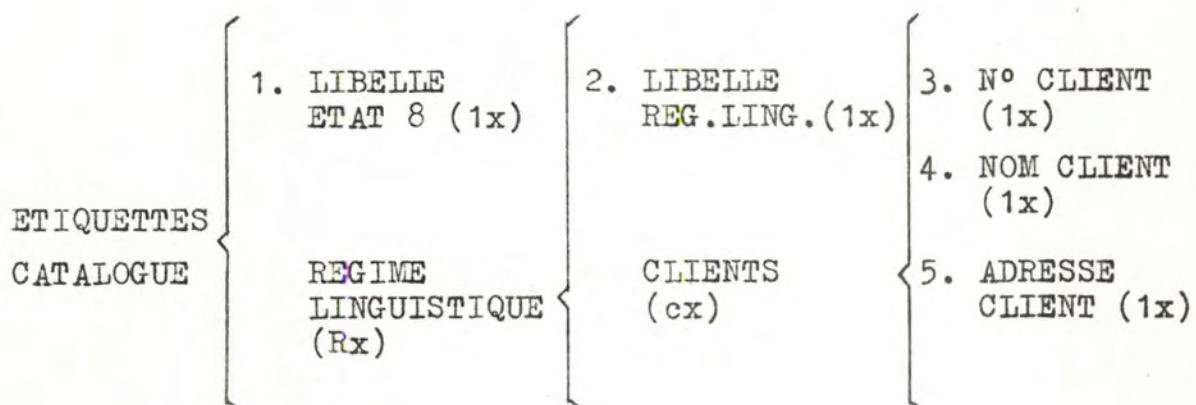 ETIQUETTES
CATALOGUE
1. LIBELLE
ETAT 8 (1x)
REGIME
LINGUISTIQUE
(Rx)
2. LIBELLE
REG.LING.(1x)
CLIENTS
(cx)
3. N° CLIENT
(1x)
4. NOM CLIENT
(1x)
5. ADRESSE
CLIENT (1x)